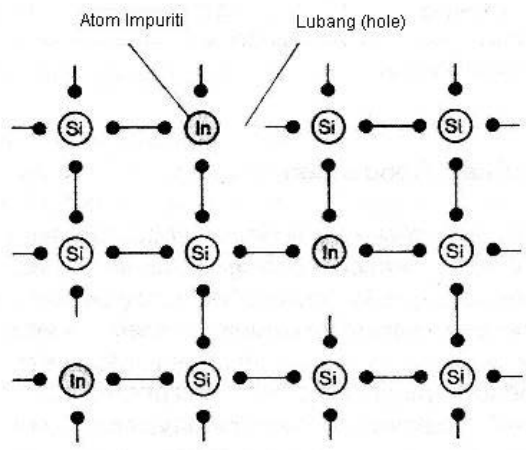 Atom Impuriti Lubang (hole)
Si In Si Si
Si Si In Si
In Si Si Si